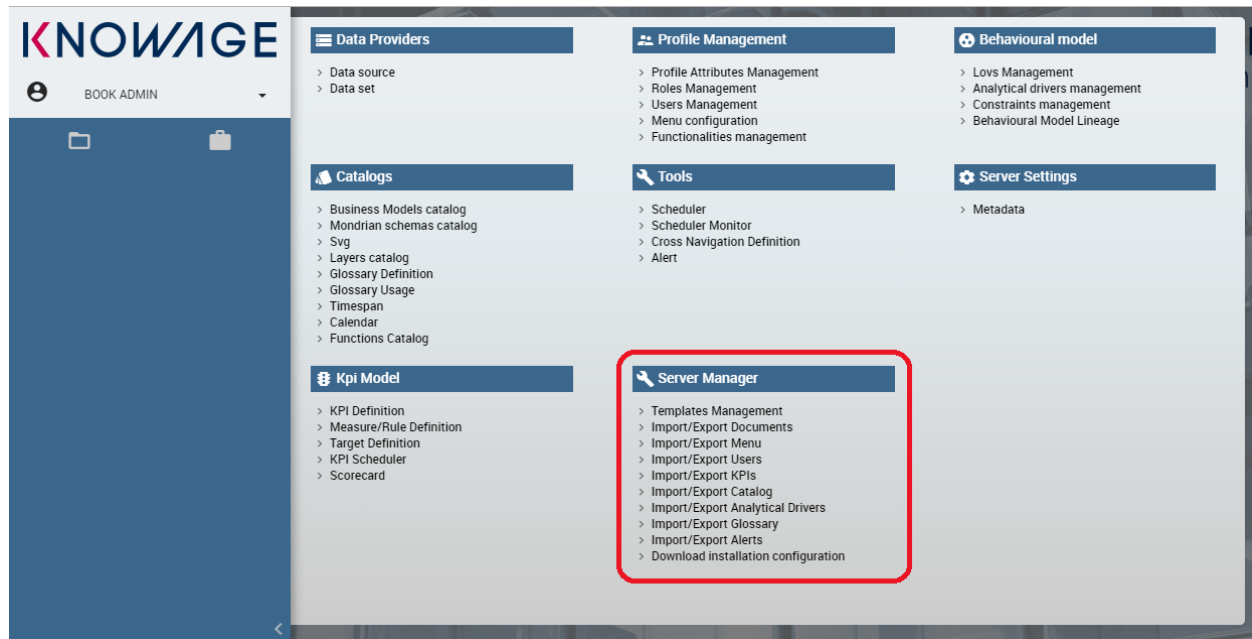 KNOWAGE
BOOK ADMIN
Data Providers
> Data source
> Data set
Profile Management
> Profile Attributes Management
> Roles Management
> Users Management
> Menu configuration
> Functionalities management
Behavioural model
> Lovs Management
> Analytical drivers management
> Constraints management
> Behavioural Model Lineage
Catalogs
> Business Models catalog
> Mondrian schemas catalog
> Svg
> Layers catalog
> Glossary Definition
> Glossary Usage
> Timespan
> Calendar
> Functions Catalog
Tools
> Scheduler
> Scheduler Monitor
> Cross Navigation Definition
> Alert
Server Settings
> Metadata
Kpi Model
> KPI Definition
> Measure/Rule Definition
> Target Definition
> KPI Scheduler
> Scorecard
Server Manager
> Templates Management
> Import/Export Documents
> Import/Export Menu
> Import/Export Users
> Import/Export KPIs
> Import/Export Catalog
> Import/Export Analytical Drivers
> Import/Export Glossary
> Import/Export Alerts
> Download installation configuration